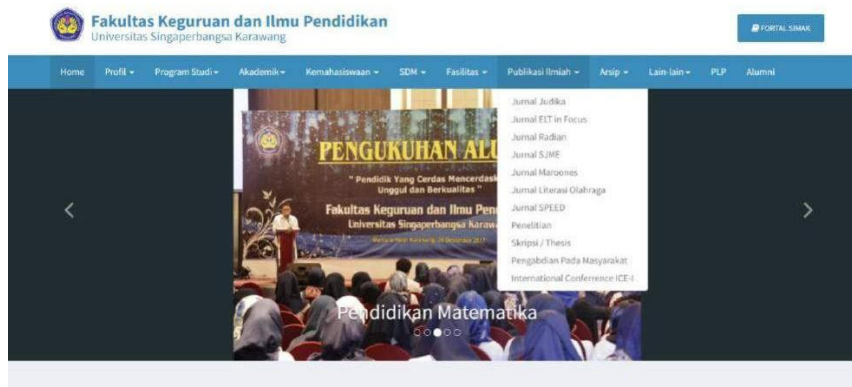 Fakultas Keguruan dan Ilmu Pendidikan
Universitas Singaperbangsa Karawang
PORTAL SIMAK
Home Profil Program Studi Akademik Kemahasiswaan SDM Fasilitas Publikasi Ilmiah Arsip Lain-lain PLP Alumni
Jurnal Judika
Jurnal ELT in Focus
Jurnal Radian
Jurnal SJME
Jurnal Maroones
Jurnal Literasi Olahraga
Jurnal SPEED
Penelitian
Skripsi / Thesis
Pengabdian Pada Masyarakat
International Conferrence ICE-I
PENGUKUHAN ALU
" Pendidik Yang Cerdas Mencerdask
Unggul dan Berkualitas "
Fakultas Keguruan dan Ilmu Pen
Universitas Singaperbangsa Karaw
Pendidikan Matematika